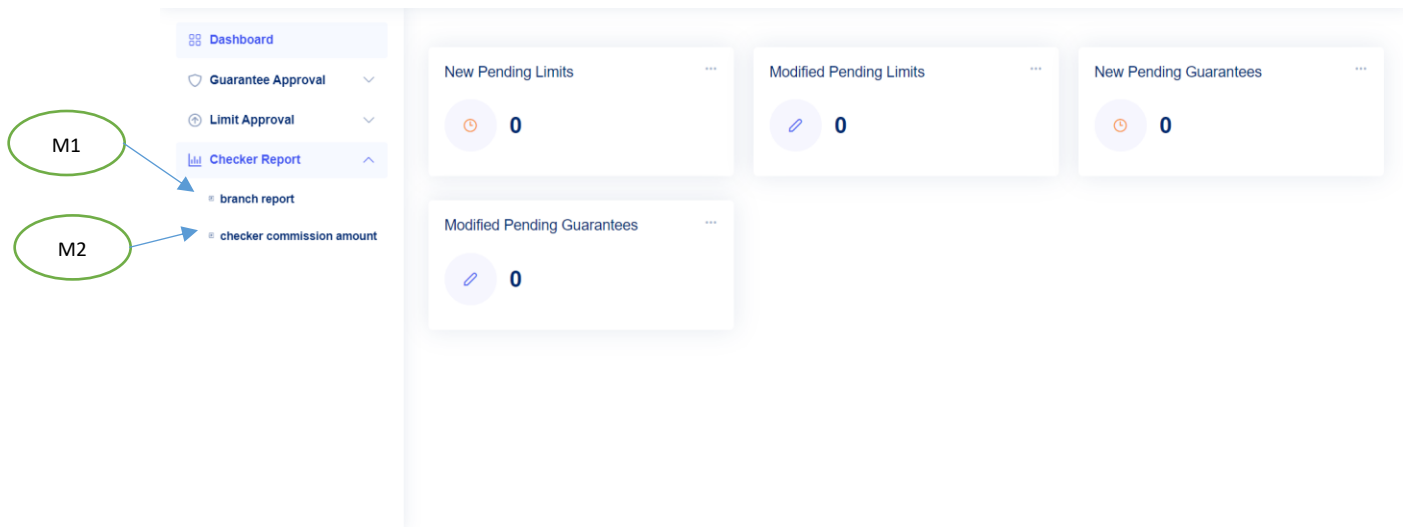 Dashboard
Guarantee Approval
Limit Approval
Checker Report
branch report
checker commission amount
M1
M2
New Pending Limits
0
Modified Pending Limits
0
New Pending Guarantees
0
Modified Pending Guarantees
0